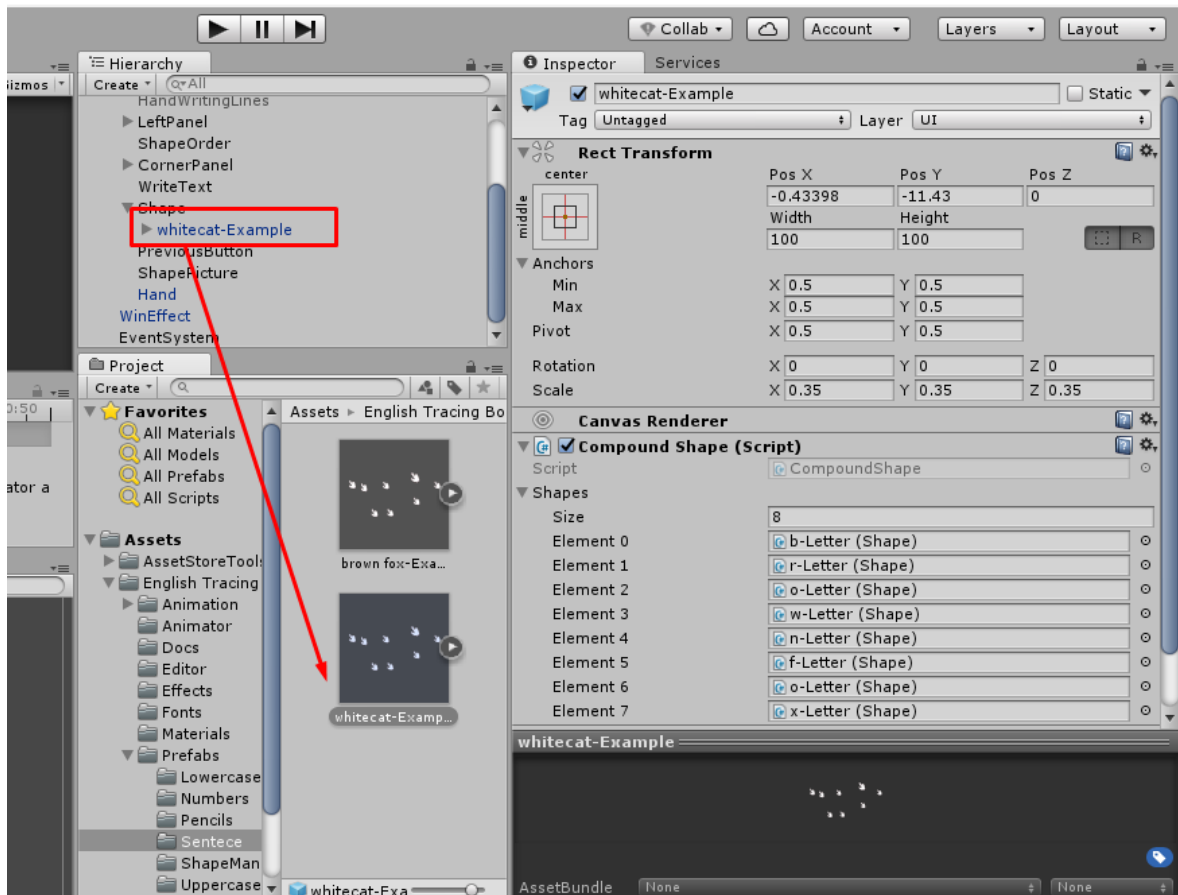 Collab
Account
Layers
Layout
Gizmos
Hierarchy
Create
All
HandWritingLines
LeftPanel
ShapeOrder
CornerPanel
WriteText
Shape
whitecat-Example
PreviousButton
ShapePicture
Hand
WinEffect
EventSystem
Project
Create
0:50
ator a
Favorites
All Materials
All Models
All Prefabs
All Scripts
Assets
AssetStoreTools
English Tracing
Animation
Animator
Docs
Editor
Effects
Fonts
Materials
Prefabs
Lowercase
Numbers
Pencils
Sentece
ShapeMan
Uppercase
Assets English Tracing Bo
brown fox-Exa...
whitecat-Examp...
whitecat-Exa
Inspector Services
whitecat-Example Static
Tag Untagged Layer UI
Rect Transform
center Pos X Pos Y Pos Z
middle -0.43398 -11.43 0
Width Height
100 100 R
Anchors
Min X 0.5 Y 0.5
Max X 0.5 Y 0.5
Pivot X 0.5 Y 0.5
Rotation X 0 Y 0 Z 0
Scale X 0.35 Y 0.35 Z 0.35
Canvas Renderer
Compound Shape (Script)
Script CompoundShape
Shapes
Size 8
Element 0 b-Letter (Shape)
Element 1 r-Letter (Shape)
Element 2 o-Letter (Shape)
Element 3 w-Letter (Shape)
Element 4 n-Letter (Shape)
Element 5 f-Letter (Shape)
Element 6 o-Letter (Shape)
Element 7 x-Letter (Shape)
whitecat-Example
AssetBundle None None